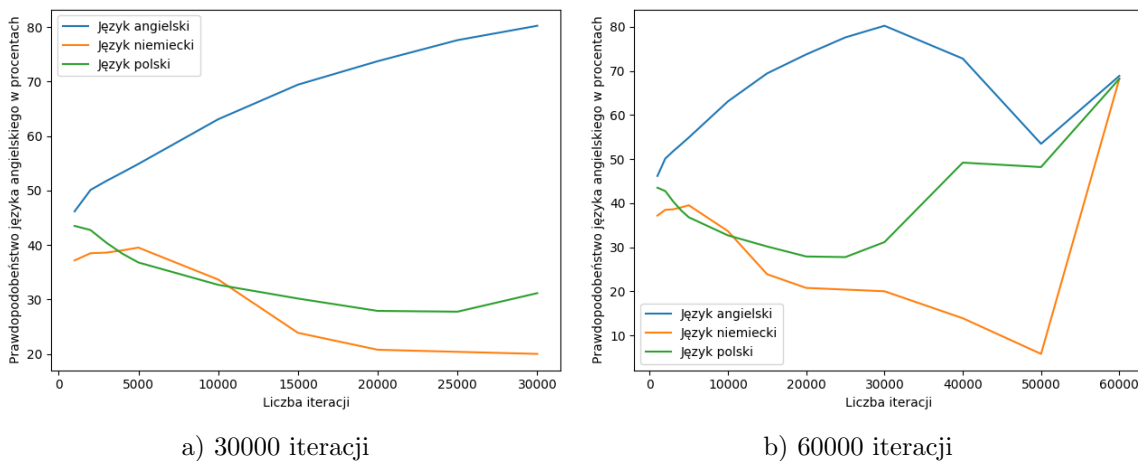 Prawdopodobeństwo języka angielskiego w procentach
80
70
60
50
40
30
20
Język angielski
Język niemiecki
Język polski
0 5000 10000 15000 20000 25000 30000
Liczba iteracji
a) 30000 iteracji
Prawdopodobeństwo języka angielskiego w procentach
80
70
60
50
40
30
20
10
Język angielski
Język niemiecki
Język polski
0 10000 20000 30000 40000 50000 60000
Liczba iteracji
b) 60000 iteracji